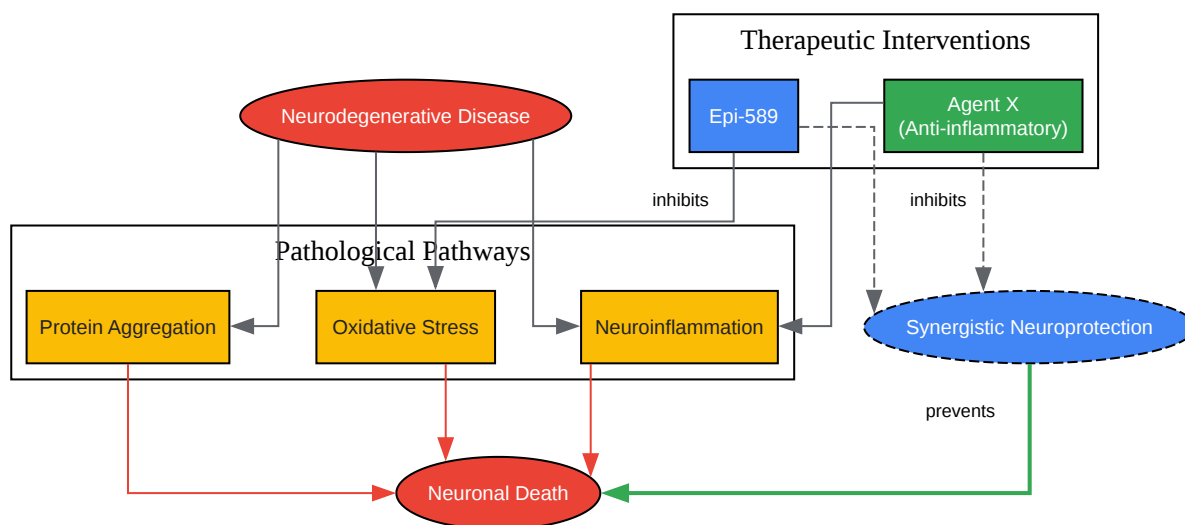 Therapeutic Interventions
Neurodegenerative Disease
Epi-589
Agent X
(Anti-inflammatory)
inhibits
inhibits
Pathological Pathways
Protein Aggregation
Oxidative Stress
Neuroinflammation
Synergistic Neuroprotection
prevents
Neuronal Death